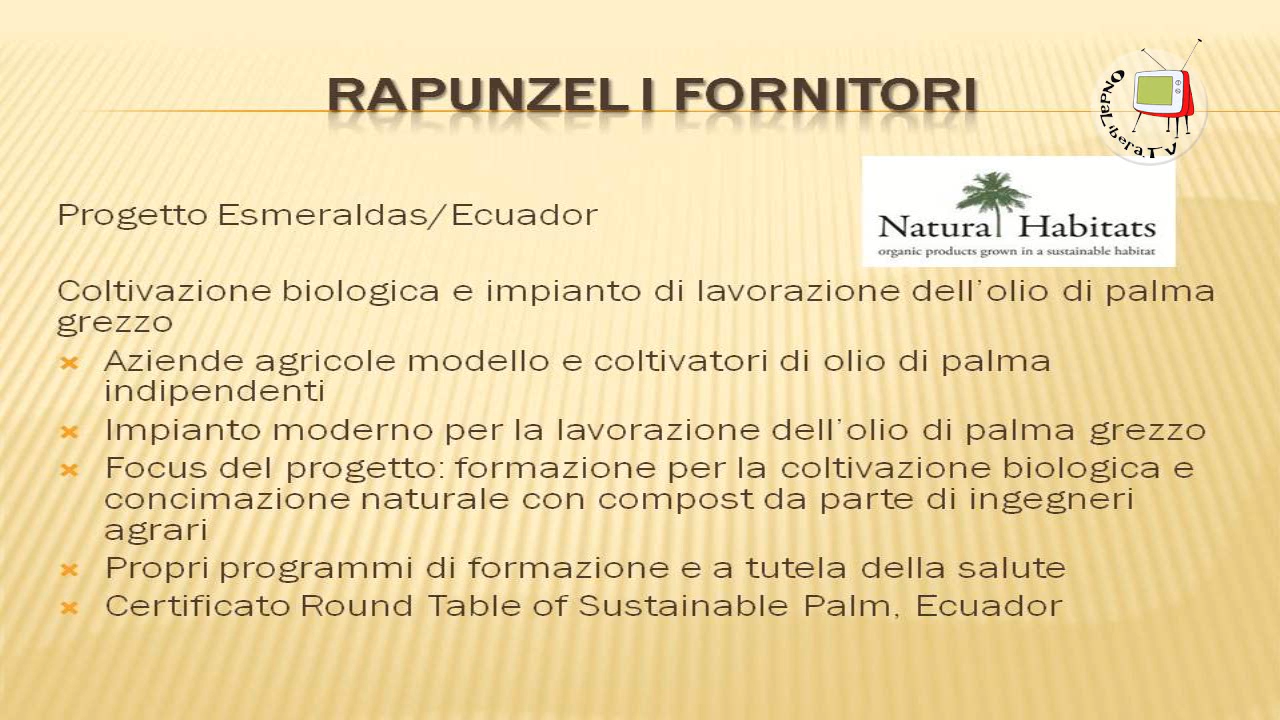 RAPUNZEL I FORNITORI
OndaLibera.TV
Natural Habitats
organic products grown in a sustainable habitat
Progetto Esmeraldas/Ecuador
Coltivazione biologica e impianto di lavorazione dell'olio di palma
grezzo
Aziende agricole modello e coltivatori di olio di palma
indipendenti
Impianto moderno per la lavorazione dell'olio di palma grezzo
Focus del progetto: formazione per la coltivazione biologica e
concimazione naturale con compost da parte di ingegneri
agrari
Propri programmi di formazione e a tutela della salute
Certificato Round Table of Sustainable Palm, Ecuador